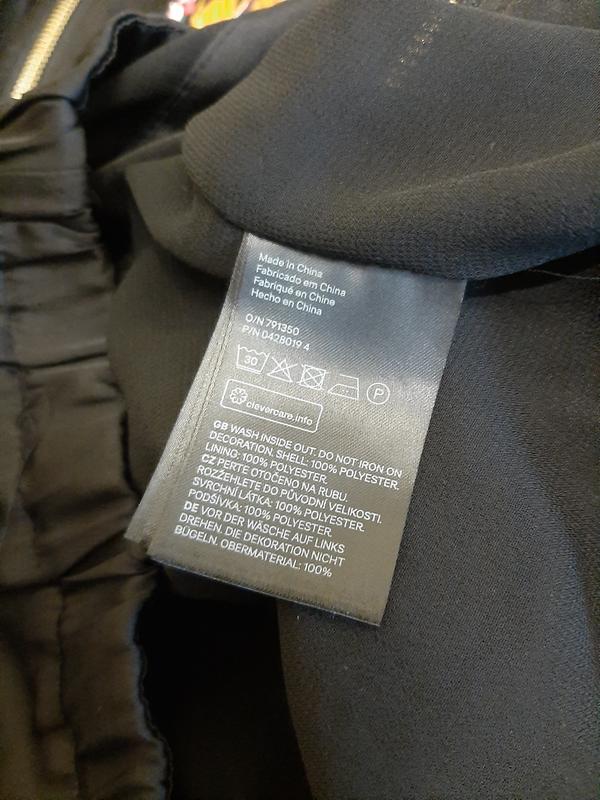 Made in China
Fabricado em China
Fabriqué en Chine
Hecho en China
O/N 791350
P/N 0428019 4
30
P
clevercare.info
GB WASH INSIDE OUT. DO NOT IRON ON
DECORATION. SHELL: 100% POLYESTER.
LINING: 100% POLYESTER.
CZ PERTE OTOČENO NA RUBU.
ROZŽEHLETE DO PŮVODNÍ VELIKOSTI.
SVRCHNÍ LÁTKA: 100% POLYESTER.
PODŠÍVKA: 100% POLYESTER.
DE VOR DER WÄSCHE AUF LINKS
DREHEN. DIE DEKORATION NICHT
BÜGELN. OBERMATERIAL: 100%